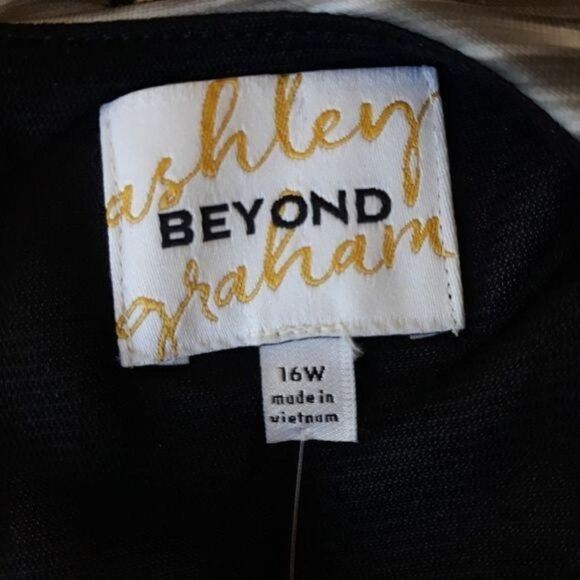 ashley
BEYOND
graham
16W
made in
vietnam